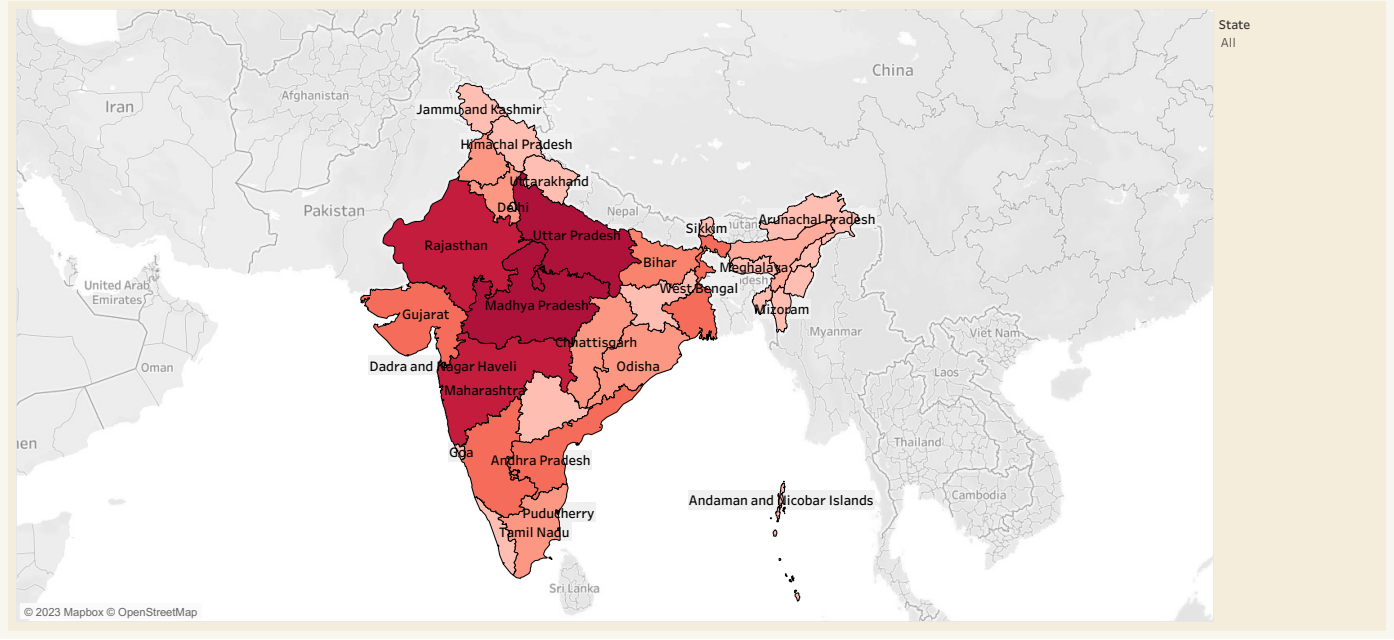 State
All
China
Iran
Afghanistan
Jammu and Kashmir
Himachal Pradesh
Uttarakhand
Pakistan
Delhi
Nepal
Sikkim
Arunachal Pradesh
Rajasthan
Uttar Pradesh
Bihar
Meghalaya
United Arab
Emirates
West Bengal
Madhya Pradesh
Mizoram
Gujarat
Myanmar
Viet Nam
Chhattisgarh
Oman
Dadra and Nagar Haveli
Odisha
Laos
Maharashtra
Thailand
Goa
Andhra Pradesh
Cambodia
Andaman and Nicobar Islands
Puducherry
Tamil Nadu
Sri Lanka
© 2023 Mapbox © OpenStreetMap